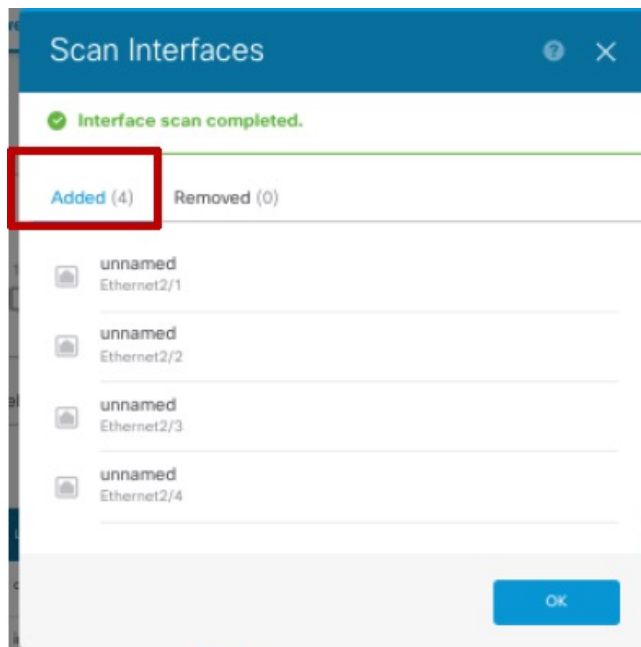 Scan Interfaces
Interface scan completed.
Added (4) Removed (0)
unnamed
Ethernet2/1
unnamed
Ethernet2/2
unnamed
Ethernet2/3
unnamed
Ethernet2/4
OK